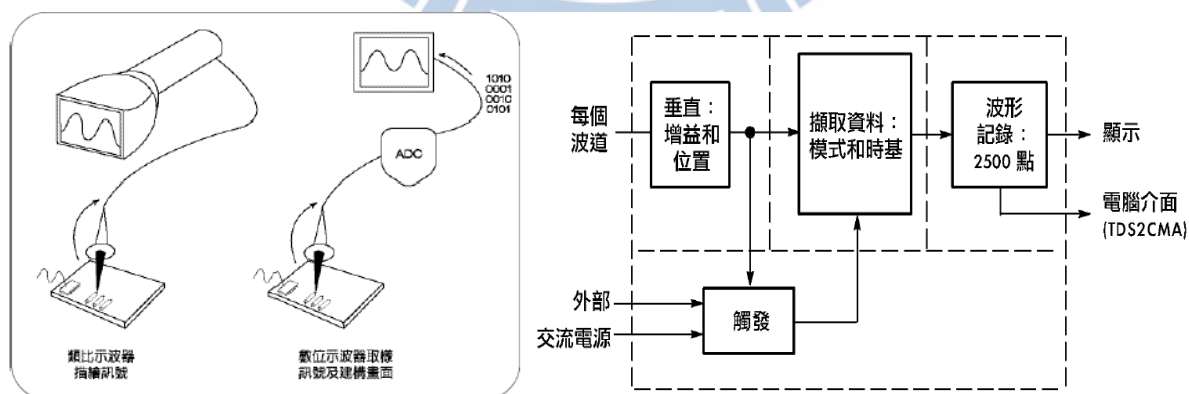 1010
0001
0010
0101
ADC
類比示波器
描繪訊號
數位示波器取樣
訊號及建構畫面
每個
波道
垂直：
增益和
位置
擷取資料：
模式和時基
波形
記錄：
2500 點
顯示
電腦介面
(TDS2CMA)
外部
交流電源
觸發